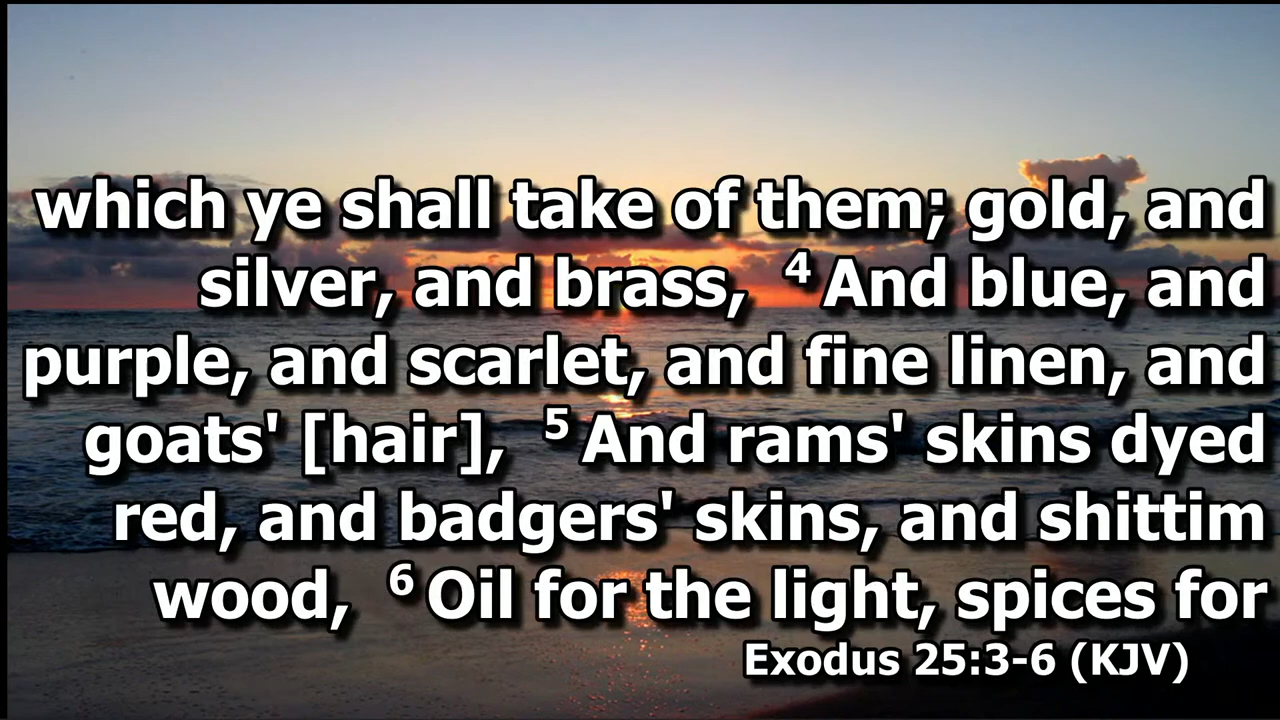 which ye shall take of them; gold, and
silver, and brass, ⁴ And blue, and
purple, and scarlet, and fine linen, and
goats' [hair], ⁵ And rams' skins dyed
red, and badgers' skins, and shittim
wood, ⁶ Oil for the light, spices for
Exodus 25:3-6 (KJV)